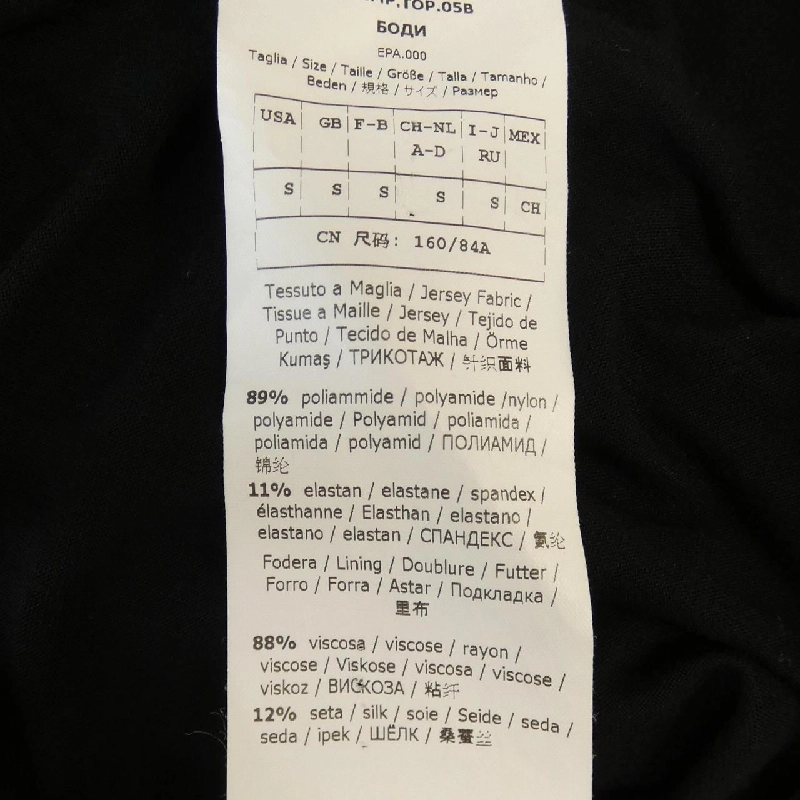 TOP.05B
БОДИ
EPA.000
Taglia / Size / Taille / Größe / Talla / Tamanho /
Beden / 規格 / サイズ / Размер
USA GB F-B CH-NL I-J MEX
A-D RU
S S S S S CH
CN 尺码: 160/84A
Tessuto a Maglia / Jersey Fabric /
Tissue a Maille / Jersey / Tejido de
Punto / Tecido de Malha / Örme
Kumaş / ТРИКОТАЖ / 针织面料
89% poliammide / polyamide /nylon /
polyamide / Polyamid / poliamida /
poliamida / polyamid / ПОЛИАМИД /
锦纶
11% elastan / elastane / spandex /
élasthanne / Elasthan / elastano /
elastano / elastan / СПАНДЕКС / 氨纶
Fodera / Lining / Doublure / Futter /
Forro / Forra / Astar / Подкладка /
里布
88% viscosa / viscose / rayon /
viscose / Viskose / viscosa / viscose /
viskoz / ВИСКОЗА / 粘纤
12% seta / silk / soie / Seide / seda /
seda / ipek / ШЁЛК / 桑蚕丝